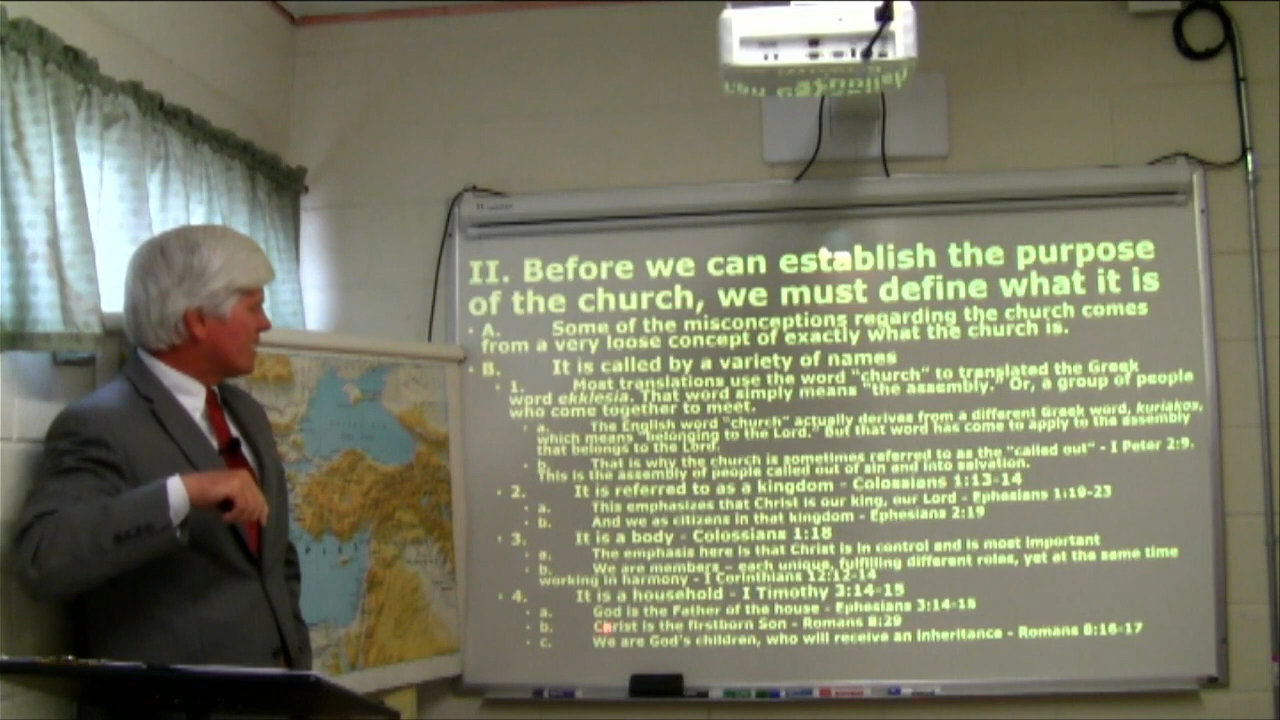 II. Before we can establish the purpose
of the church, we must define what it is
• A. Some of the misconceptions regarding the church comes
from a very loose concept of exactly what the church is.
• B. It is called by a variety of names
• 1. Most translations use the word "church" to translated the Greek
word ekklesia. That word simply means "the assembly." Or, a group of people
who come together to meet.
• a. The English word "church" actually derives from a different Greek word, kuriakos,
which means "belonging to the Lord." But that word has come to apply to the assembly
that belongs to the Lord.
• b. That is why the church is sometimes referred to as the "called out" - I Peter 2:9.
This is the assembly of people called out of sin and into salvation.
• 2. It is referred to as a kingdom - Colossians 1:13-14
• a. This emphasizes that Christ is our king, our Lord - Ephesians 1:19-23
• b. And we as citizens in that kingdom - Ephesians 2:19
• 3. It is a body - Colossians 1:18
• a. The emphasis here is that Christ is in control and is most important
• b. We are members - each unique, fulfilling different roles, yet at the same time
working in harmony - I Corinthians 12:12-14
• 4. It is a household - I Timothy 3:14-15
• a. God is the Father of the house - Ephesians 3:14-15
• b. Christ is the firstborn Son - Romans 8:29
• c. We are God's children, who will receive an inheritance - Romans 8:16-17